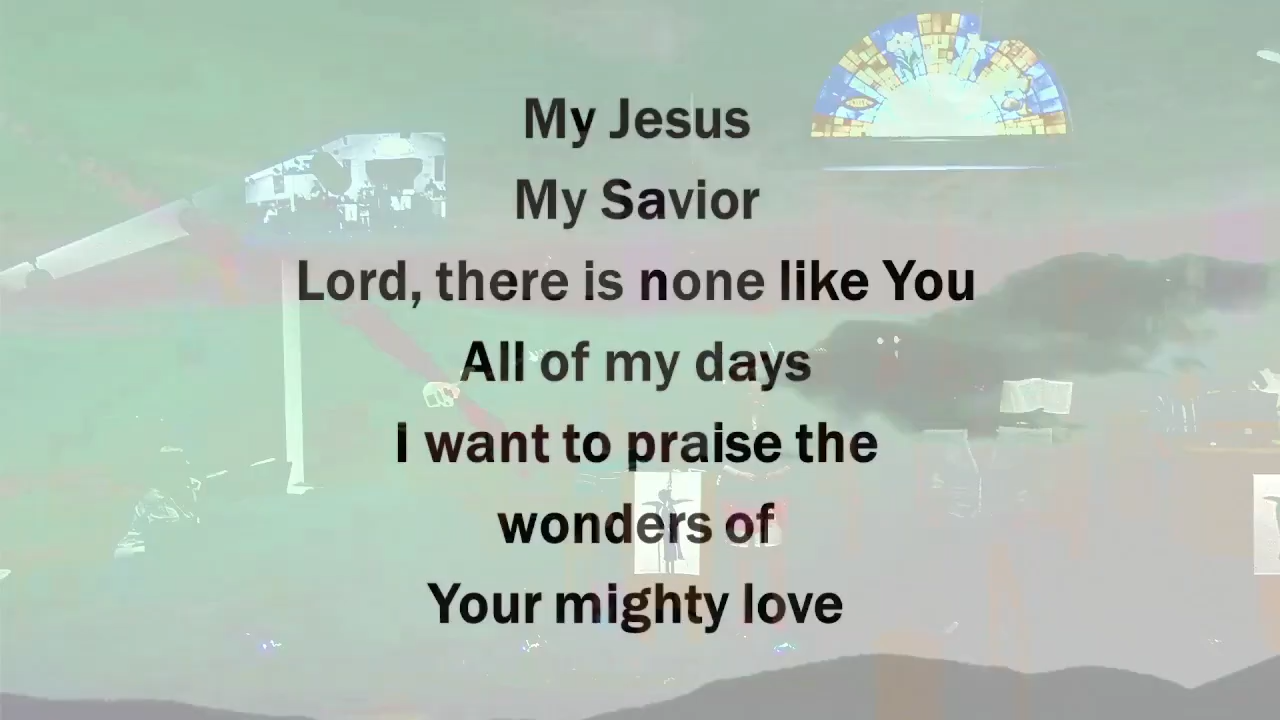 My Jesus
My Savior
Lord, there is none like You
All of my days
I want to praise the
wonders of
Your mighty love